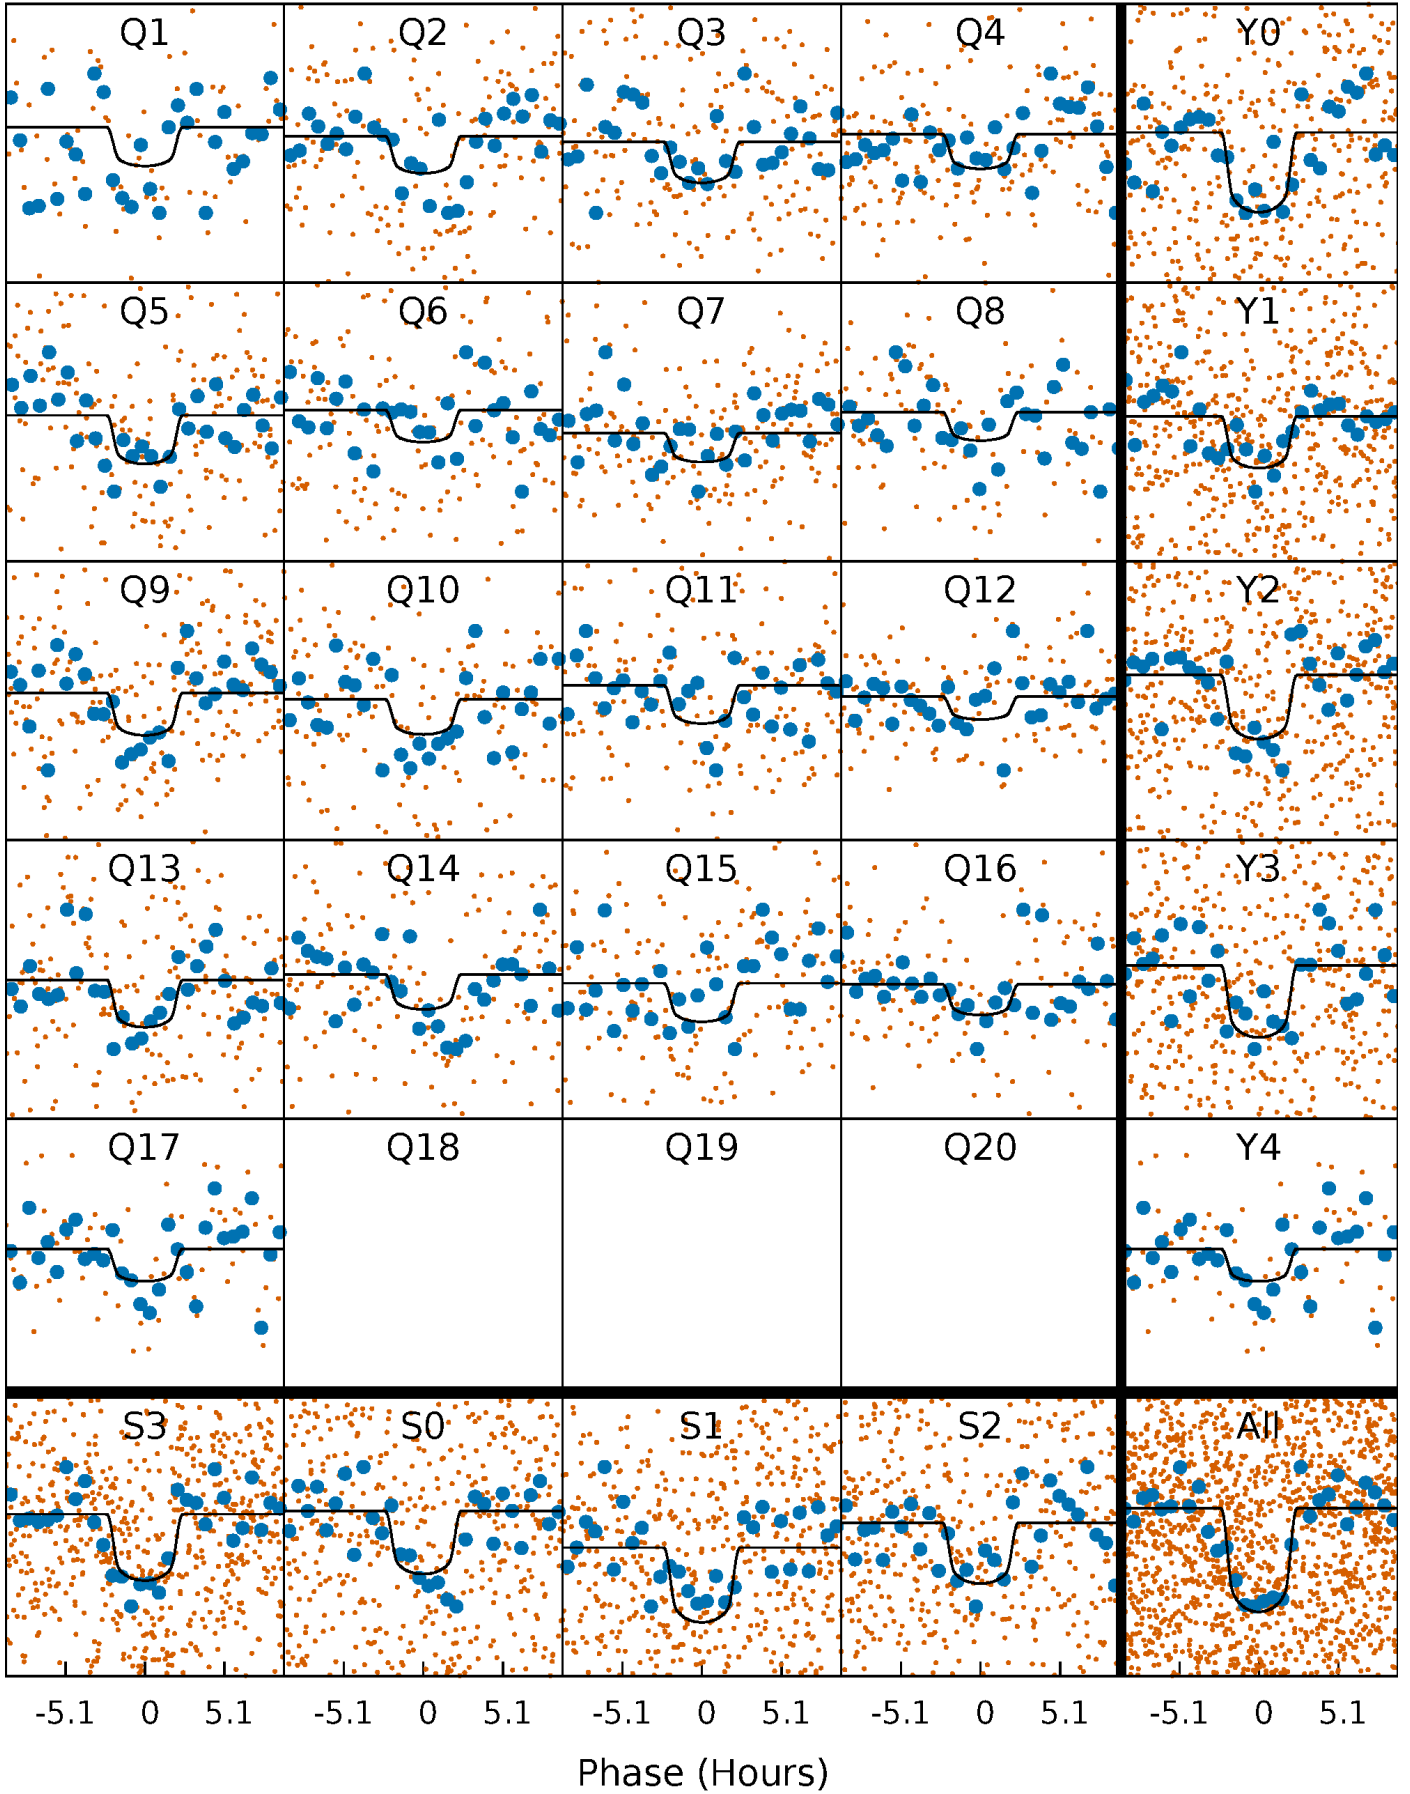 Q1 Q2 Q3 Q4 Y0
Q5 Q6 Q7 Q8 Y1
Q9 Q10 Q11 Q12 Y2
Q13 Q14 Q15 Q16 Y3
Q17 Q18 Q19 Q20 Y4
S3 S0 S1 S2 All
-5.1 0 5.1 -5.1 0 5.1 -5.1 0 5.1 -5.1 0 5.1 -5.1 0 5.1
Phase (Hours)